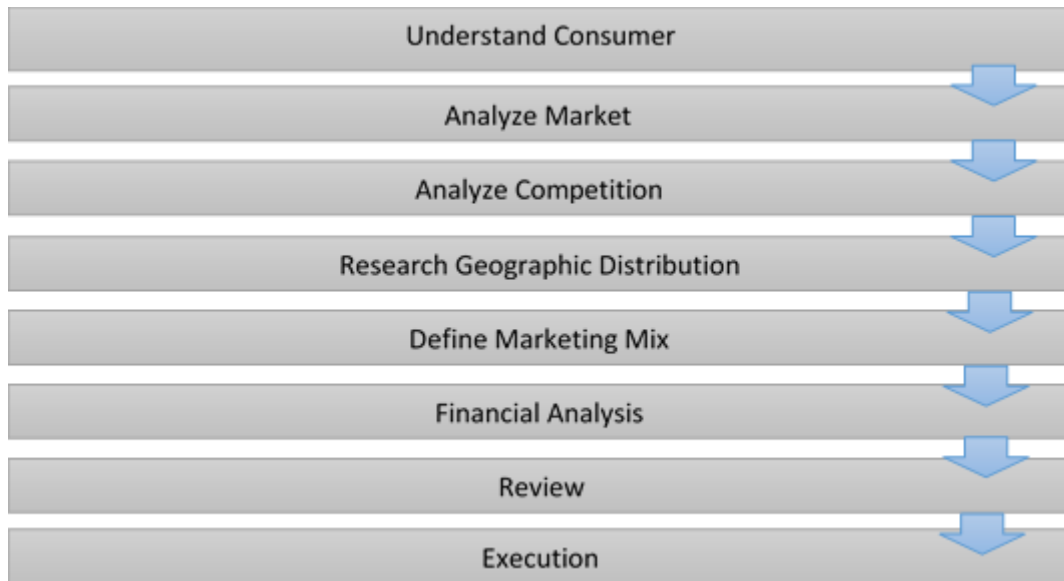 Understand Consumer
Analyze Market
Analyze Competition
Research Geographic Distribution
Define Marketing Mix
Financial Analysis
Review
Execution